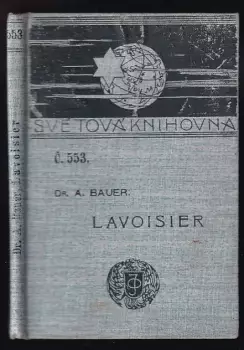 553
Dr. A. Bauer, Lavoisier
SVĚTOVÁ KNIHOVNA
Č. 553.
DR. A. BAUER.
LAVOISIER